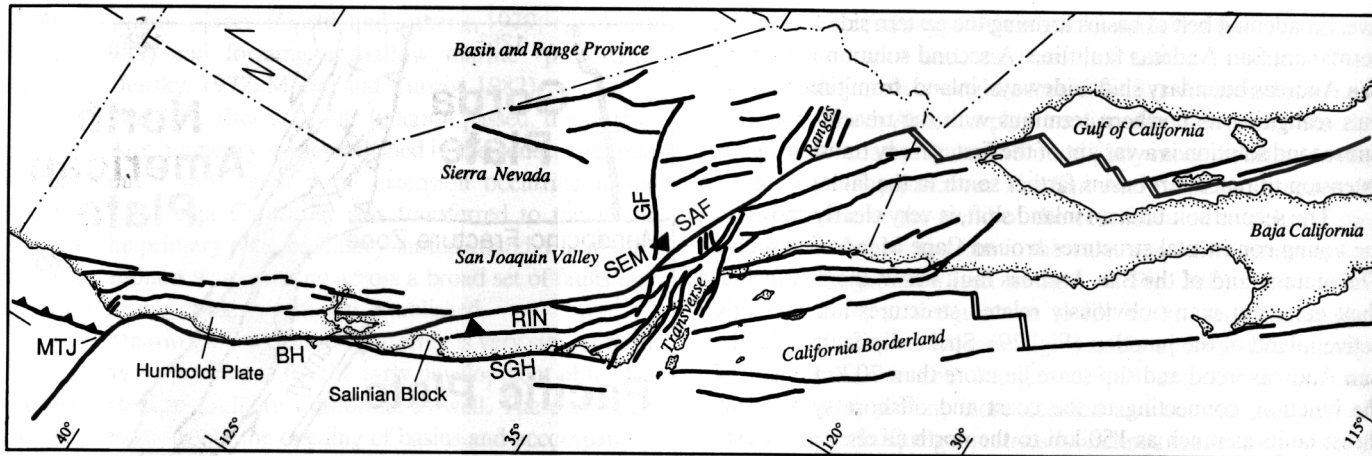 Basin and Range Province
Sierra Nevada
San Joaquin Valley
GF
SAF
SEM
Ranges
Transverse
Gulf of California
Baja California
California Borderland
RIN
SGH
BH
MTJ
Humboldt Plate
Salinian Block
40°
125°
35°
120°
30°
115°